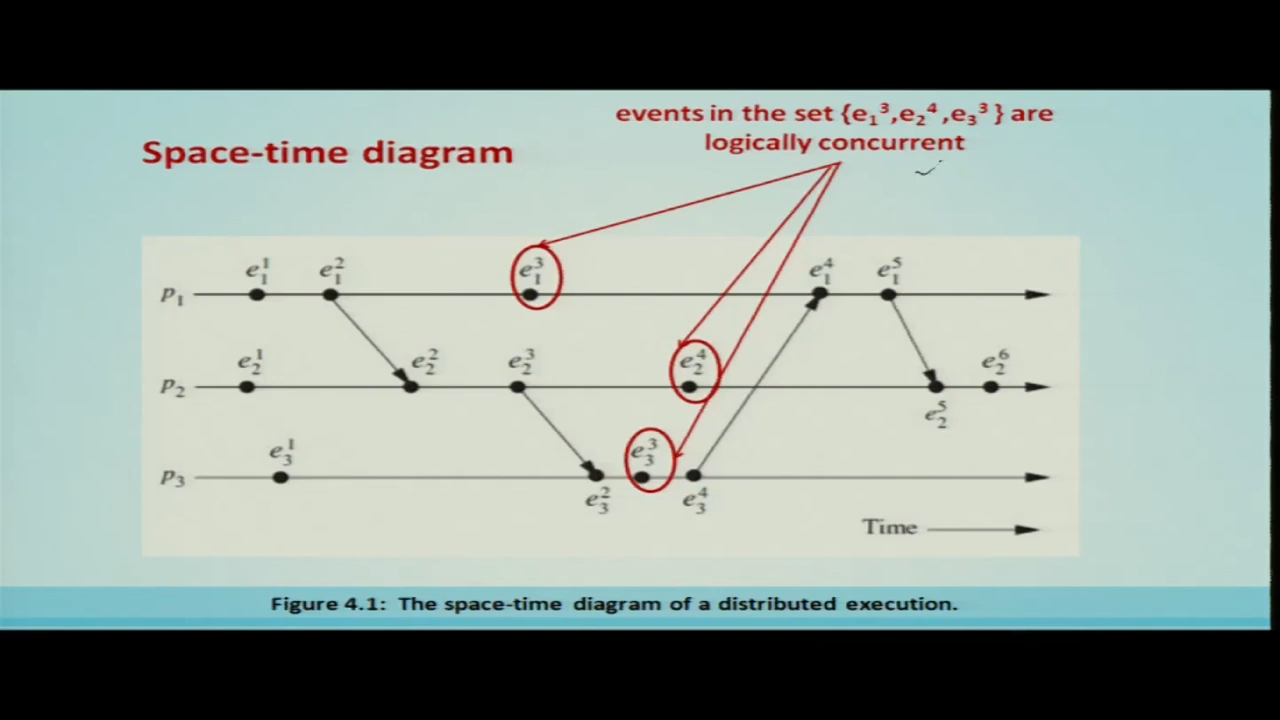 events in the set {e₁³,e₂⁴,e₃³} are
logically concurrent
Space-time diagram
e₁¹ e₁² e₁³ e₁⁴ e₁⁵
P₁
e₂¹ e₂² e₂³ e₂⁴ e₂⁶
P₂
e₂⁵
e₃¹ e₃³
P₃
e₃² e₃⁴
Time
Figure 4.1: The space-time diagram of a distributed execution.